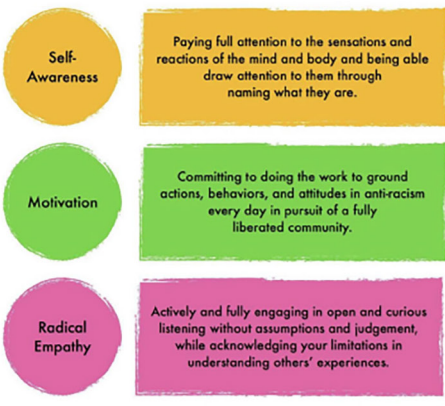 Self-
Awareness
Paying full attention to the sensations and
reactions of the mind and body and being able
draw attention to them through
naming what they are.
Motivation
Committing to doing the work to ground
actions, behaviors, and attitudes in anti-racism
every day in pursuit of a fully
liberated community.
Radical
Empathy
Actively and fully engaging in open and curious
listening without assumptions and judgement,
while acknowledging your limitations in
understanding others’ experiences.